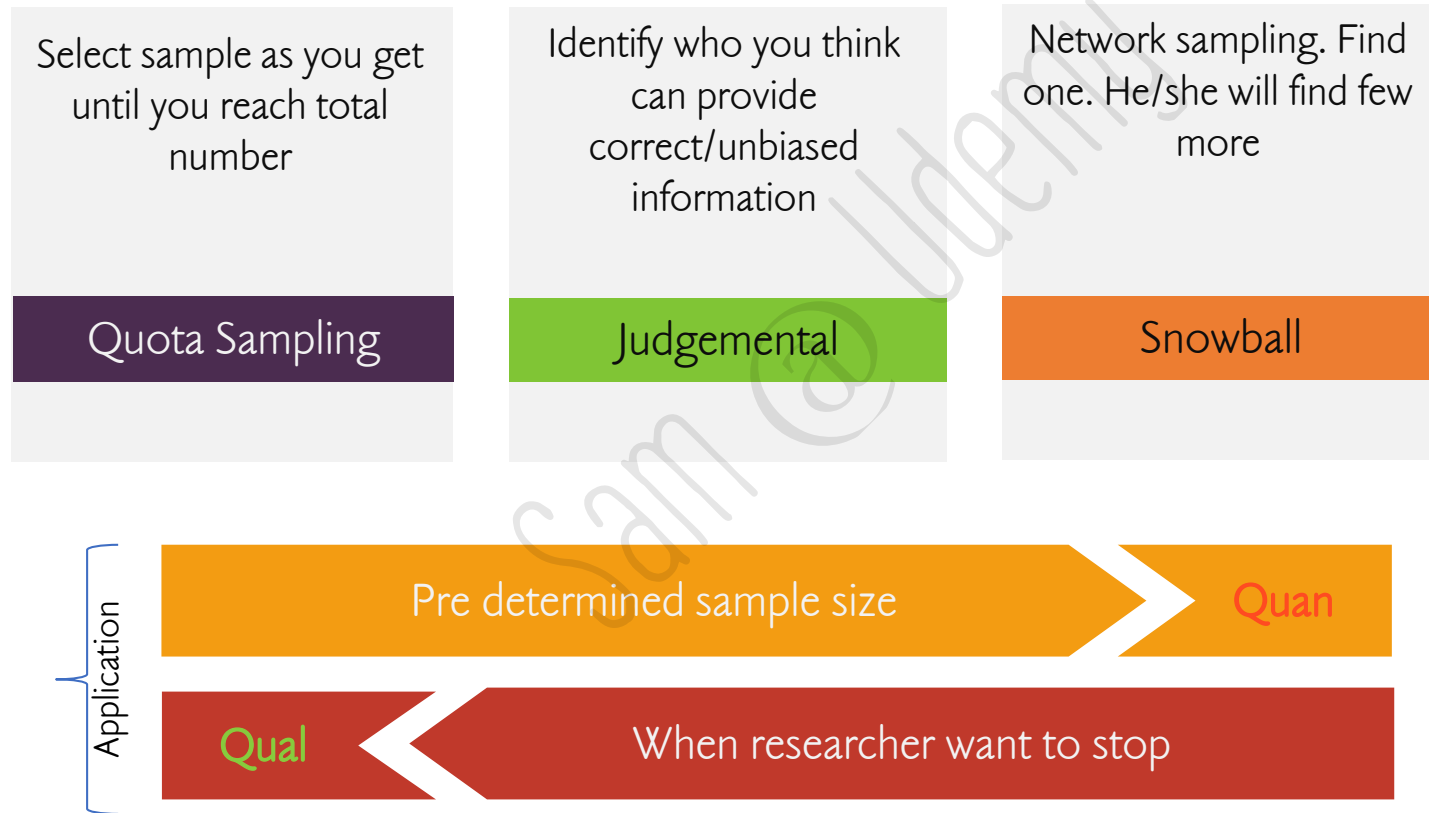 Select sample as you get
until you reach total
number
Quota Sampling
Identify who you think
can provide
correct/unbiased
information
Judgemental
Network sampling. Find
one. He/she will find few
more
Snowball
Sam @ Udemy
Application
Pre determined sample size
Quan
Qual
When researcher want to stop